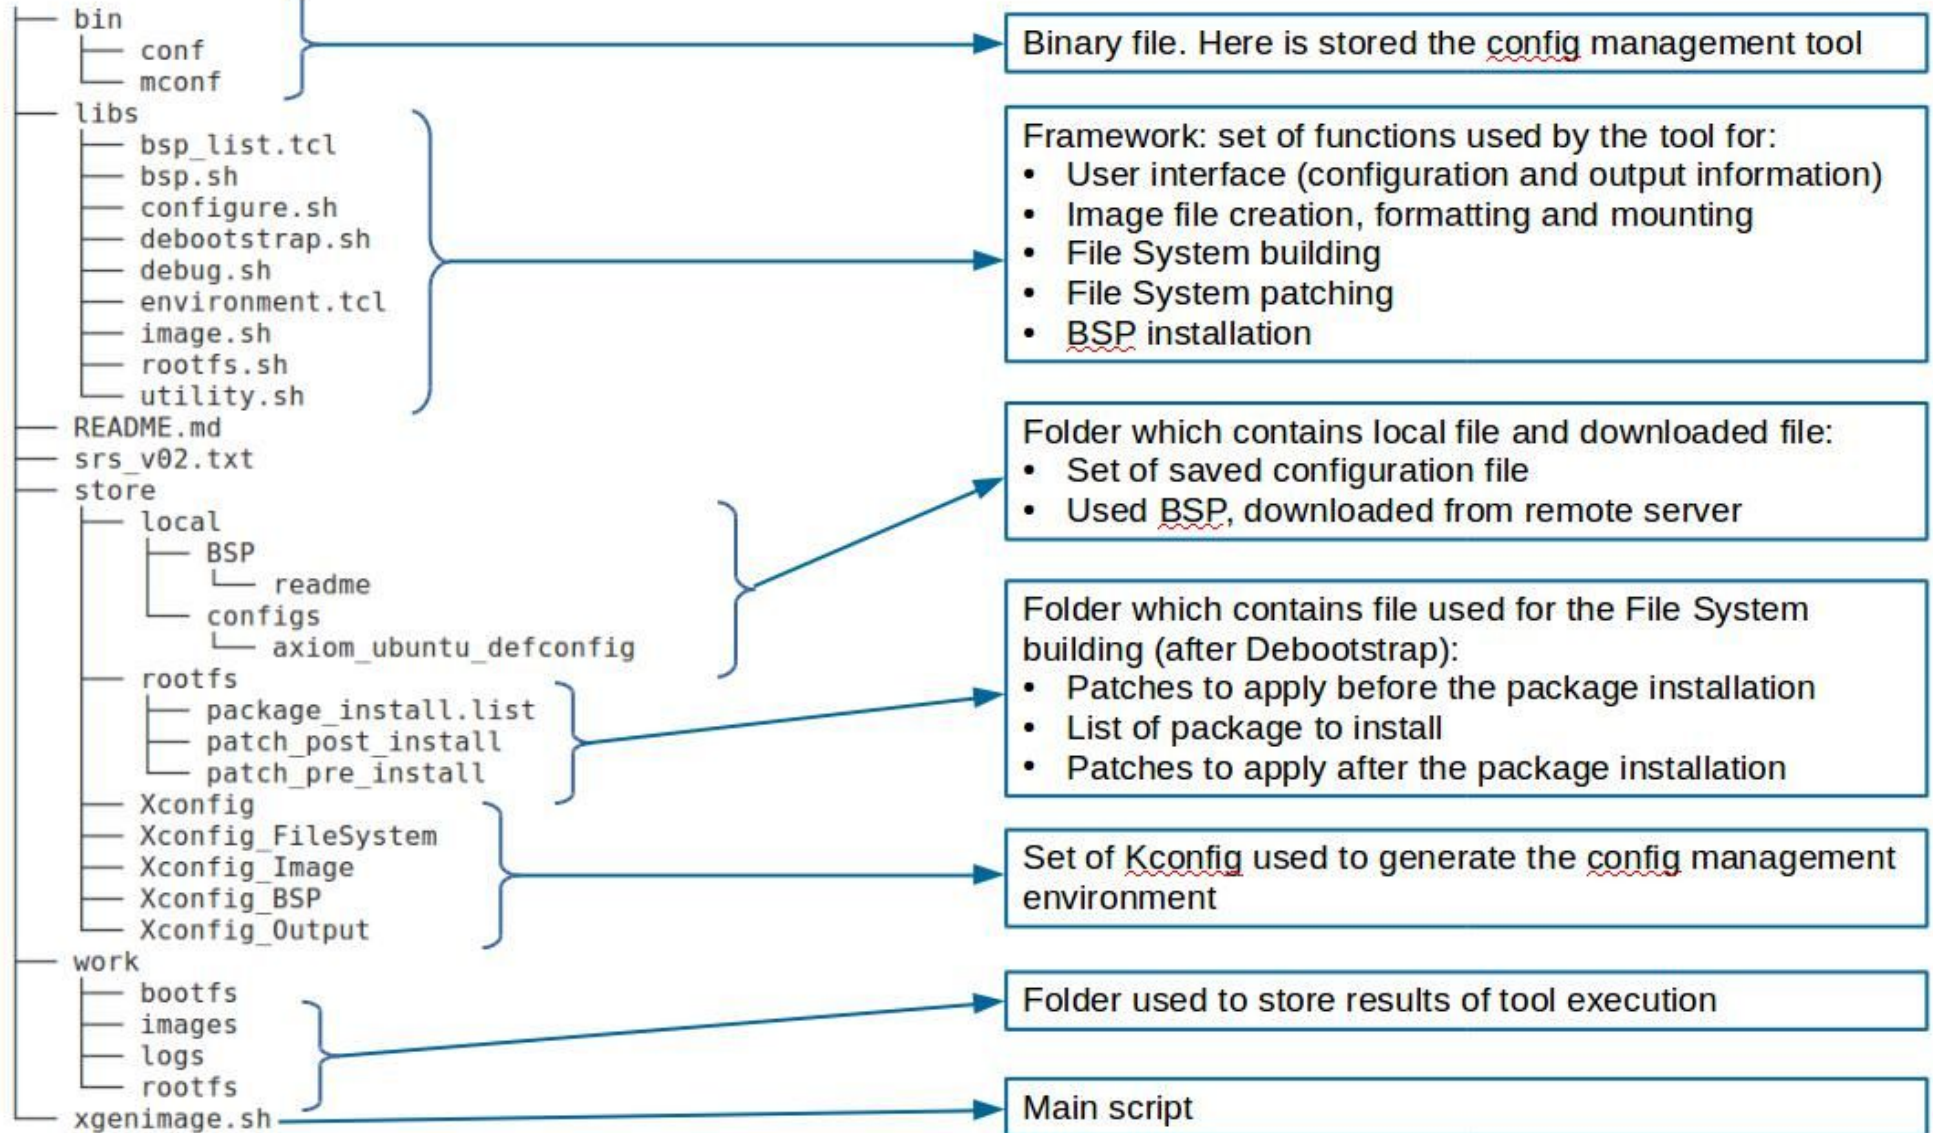 bin
conf
mconf
libs
bsp_list.tcl
bsp.sh
configure.sh
debootstrap.sh
debug.sh
environment.tcl
image.sh
rootfs.sh
utility.sh
README.md
srs_v02.txt
store
local
BSP
readme
configs
axiom_ubuntu_defconfig
rootfs
package_install.list
patch_post_install
patch_pre_install
Xconfig
Xconfig_FileSystem
Xconfig_Image
Xconfig_BSP
Xconfig_Output
work
bootfs
images
logs
rootfs
xgenimage.sh
Binary file. Here is stored the config management tool
Framework: set of functions used by the tool for:
• User interface (configuration and output information)
• Image file creation, formatting and mounting
• File System building
• File System patching
• BSP installation
Folder which contains local file and downloaded file:
• Set of saved configuration file
• Used BSP, downloaded from remote server
Folder which contains file used for the File System
building (after Debootstrap):
• Patches to apply before the package installation
• List of package to install
• Patches to apply after the package installation
Set of Kconfig used to generate the config management
environment
Folder used to store results of tool execution
Main script